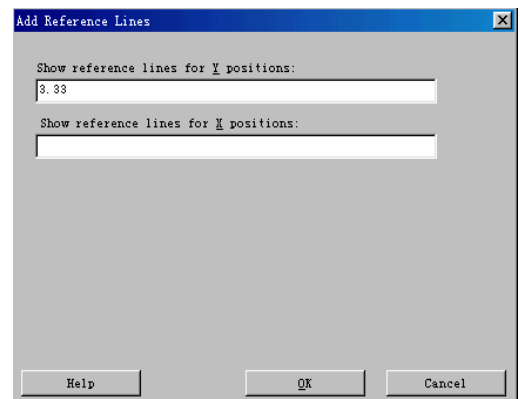 Add Reference Lines
Show reference lines for Y positions:
3.33
Show reference lines for X positions:
Help
OK
Cancel